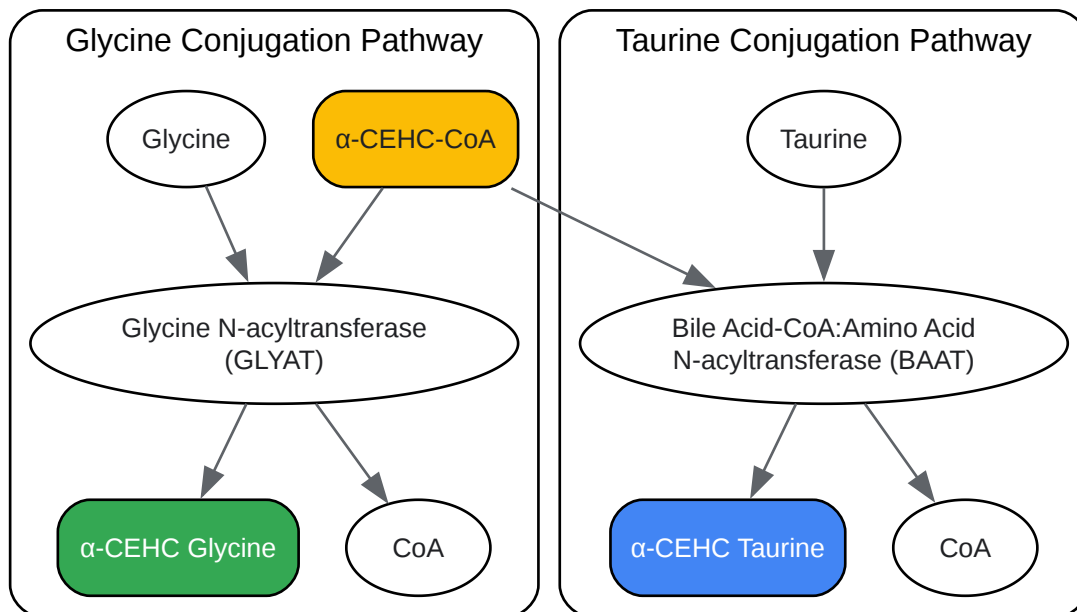 Glycine Conjugation Pathway
Glycine
α-CEHC-CoA
Glycine N-acyltransferase
(GLYAT)
α-CEHC Glycine
CoA
Taurine Conjugation Pathway
Taurine
Bile Acid-CoA:Amino Acid
N-acyltransferase (BAAT)
α-CEHC Taurine
CoA